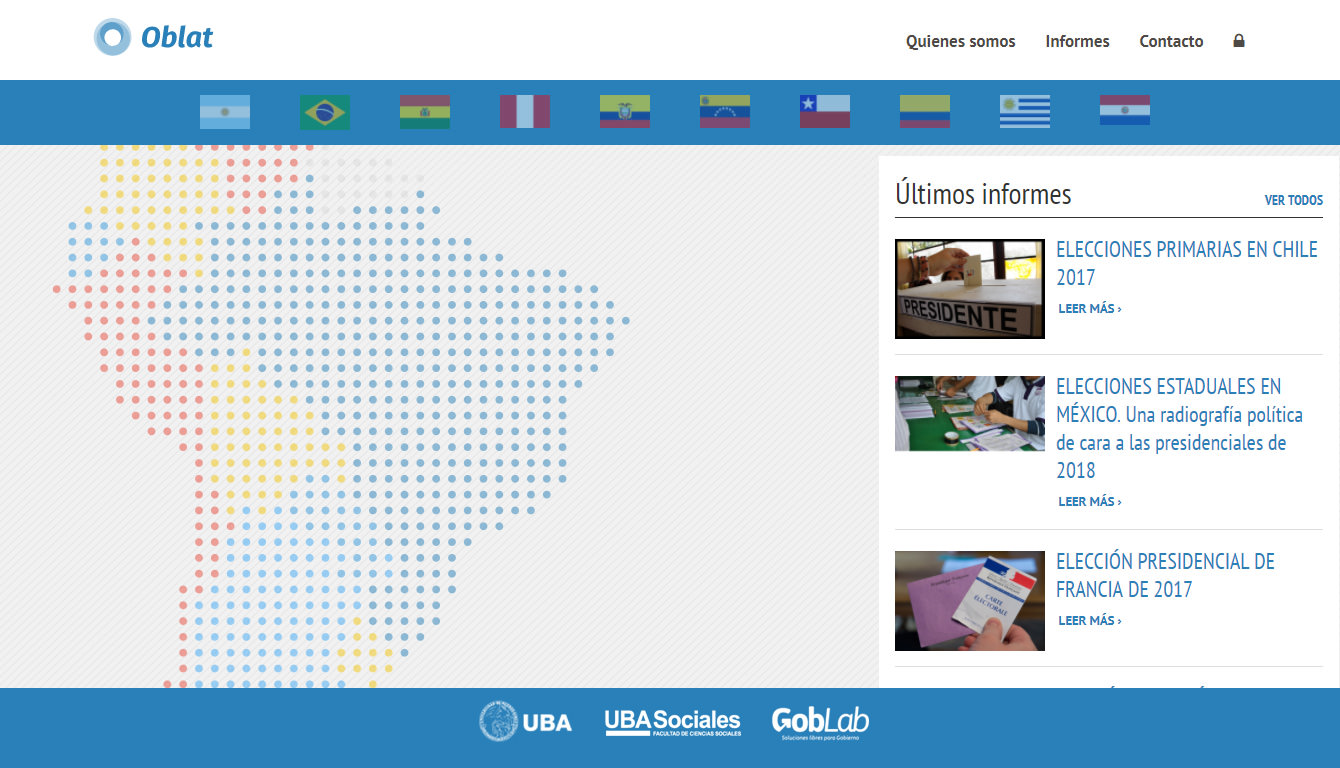 Oblat
Quienes somos
Informes
Contacto
Últimos informes
VER TODOS
PRESIDENTE
ELECCIONES PRIMARIAS EN CHILE
2017
LEER MÁS ›
ELECCIONES ESTADUALES EN
MÉXICO. Una radiografía política
de cara a las presidenciales de
2018
LEER MÁS ›
CARTE
ELECTORALE
ELECCIÓN PRESIDENCIAL DE
FRANCIA DE 2017
LEER MÁS ›
UBA
UBASociales
FACULTAD DE CIENCIAS SOCIALES
GobLab
Soluciones libres para Gobierno